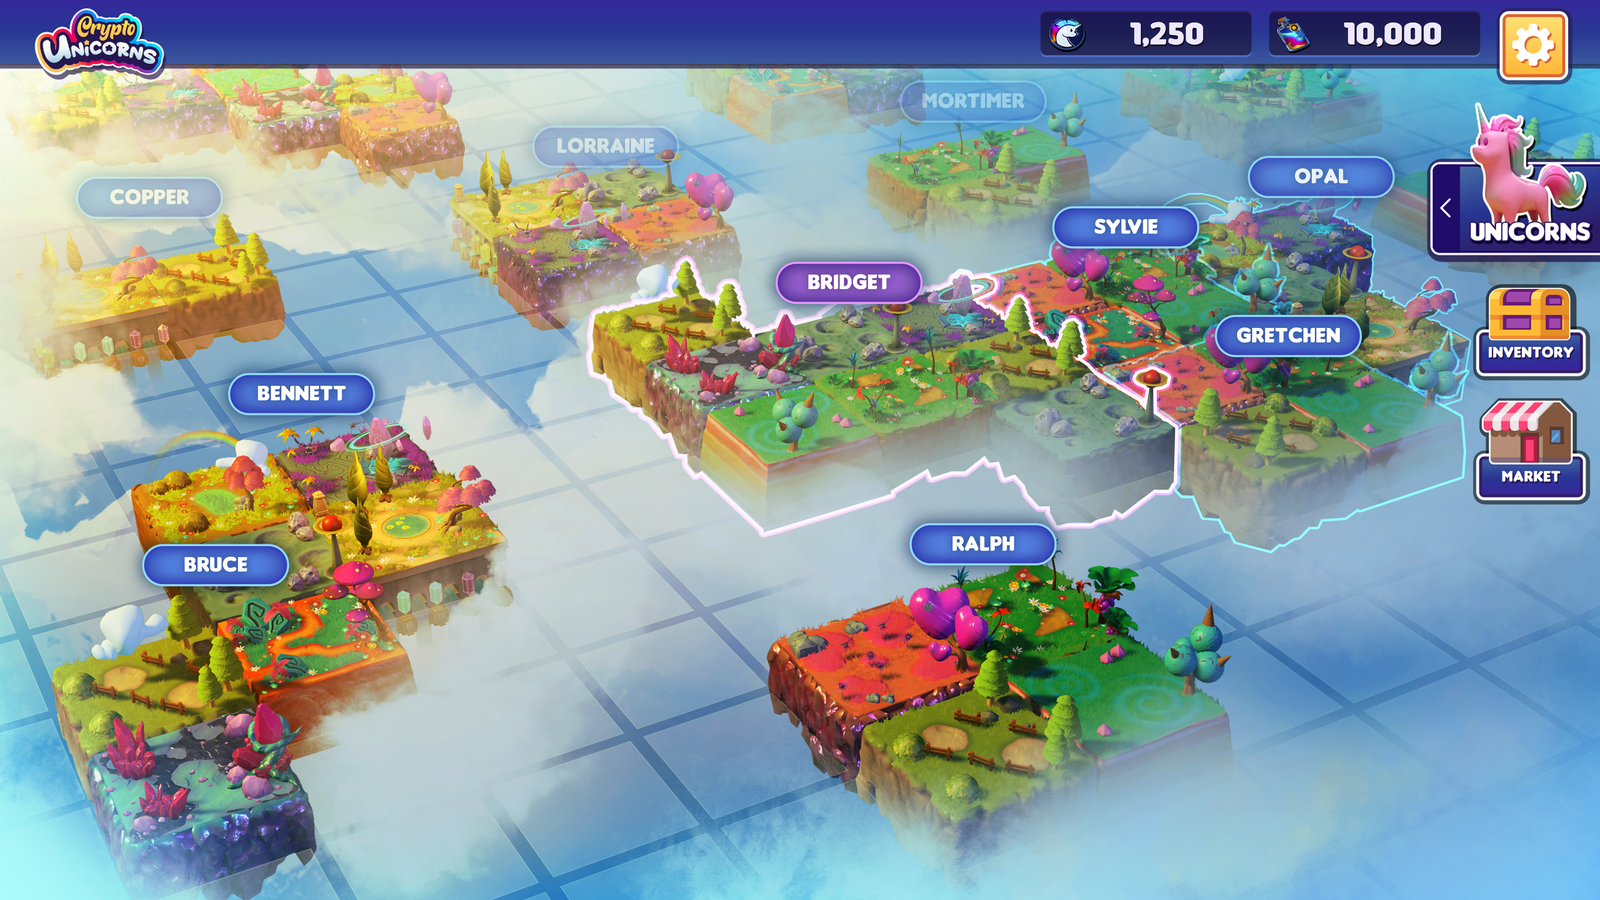 Crypto
UNICORNS
1,250
10,000
MORTIMER
LORRAINE
OPAL
COPPER
SYLVIE
UNICORNS
BRIDGET
GRETCHEN
INVENTORY
BENNETT
MARKET
RALPH
BRUCE